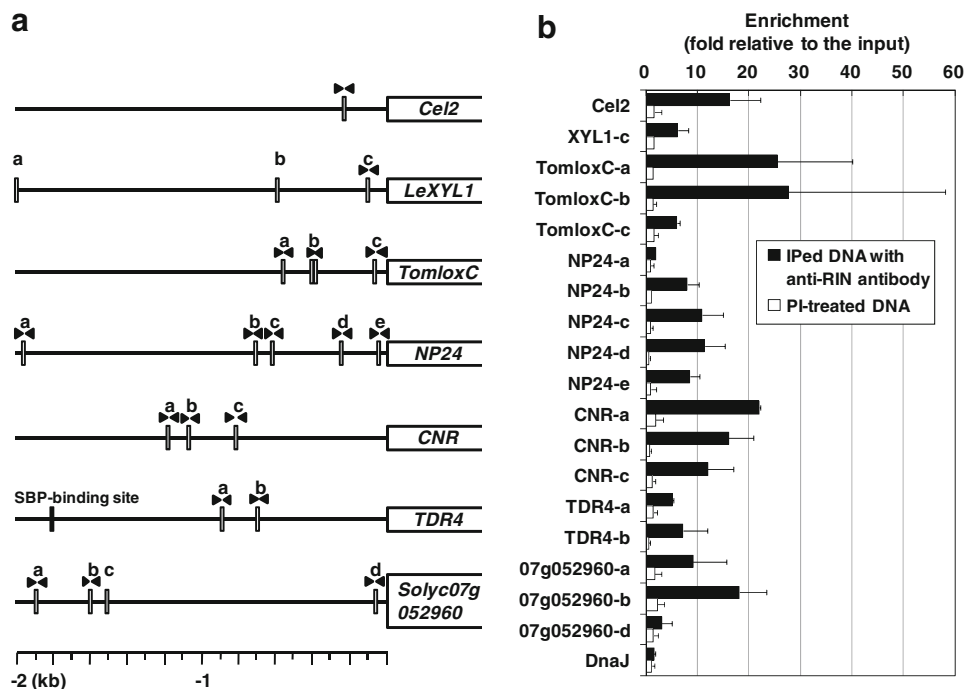 a
Cel2
a b c
LeXYL1
a b c
TomloxC
a b c d e
NP24
a b c
CNR
SBP-binding site a b
TDR4
a b c d
Solyc07g
052960
-2 (kb) -1
b
Enrichment
(fold relative to the input)
0 10 20 30 40 50 60
Cel2
XYL1-c
TomloxC-a
TomloxC-b
TomloxC-c
NP24-a
NP24-b
NP24-c
NP24-d
NP24-e
CNR-a
CNR-b
CNR-c
TDR4-a
TDR4-b
07g052960-a
07g052960-b
07g052960-d
DnaJ
IPed DNA with
anti-RIN antibody
PI-treated DNA